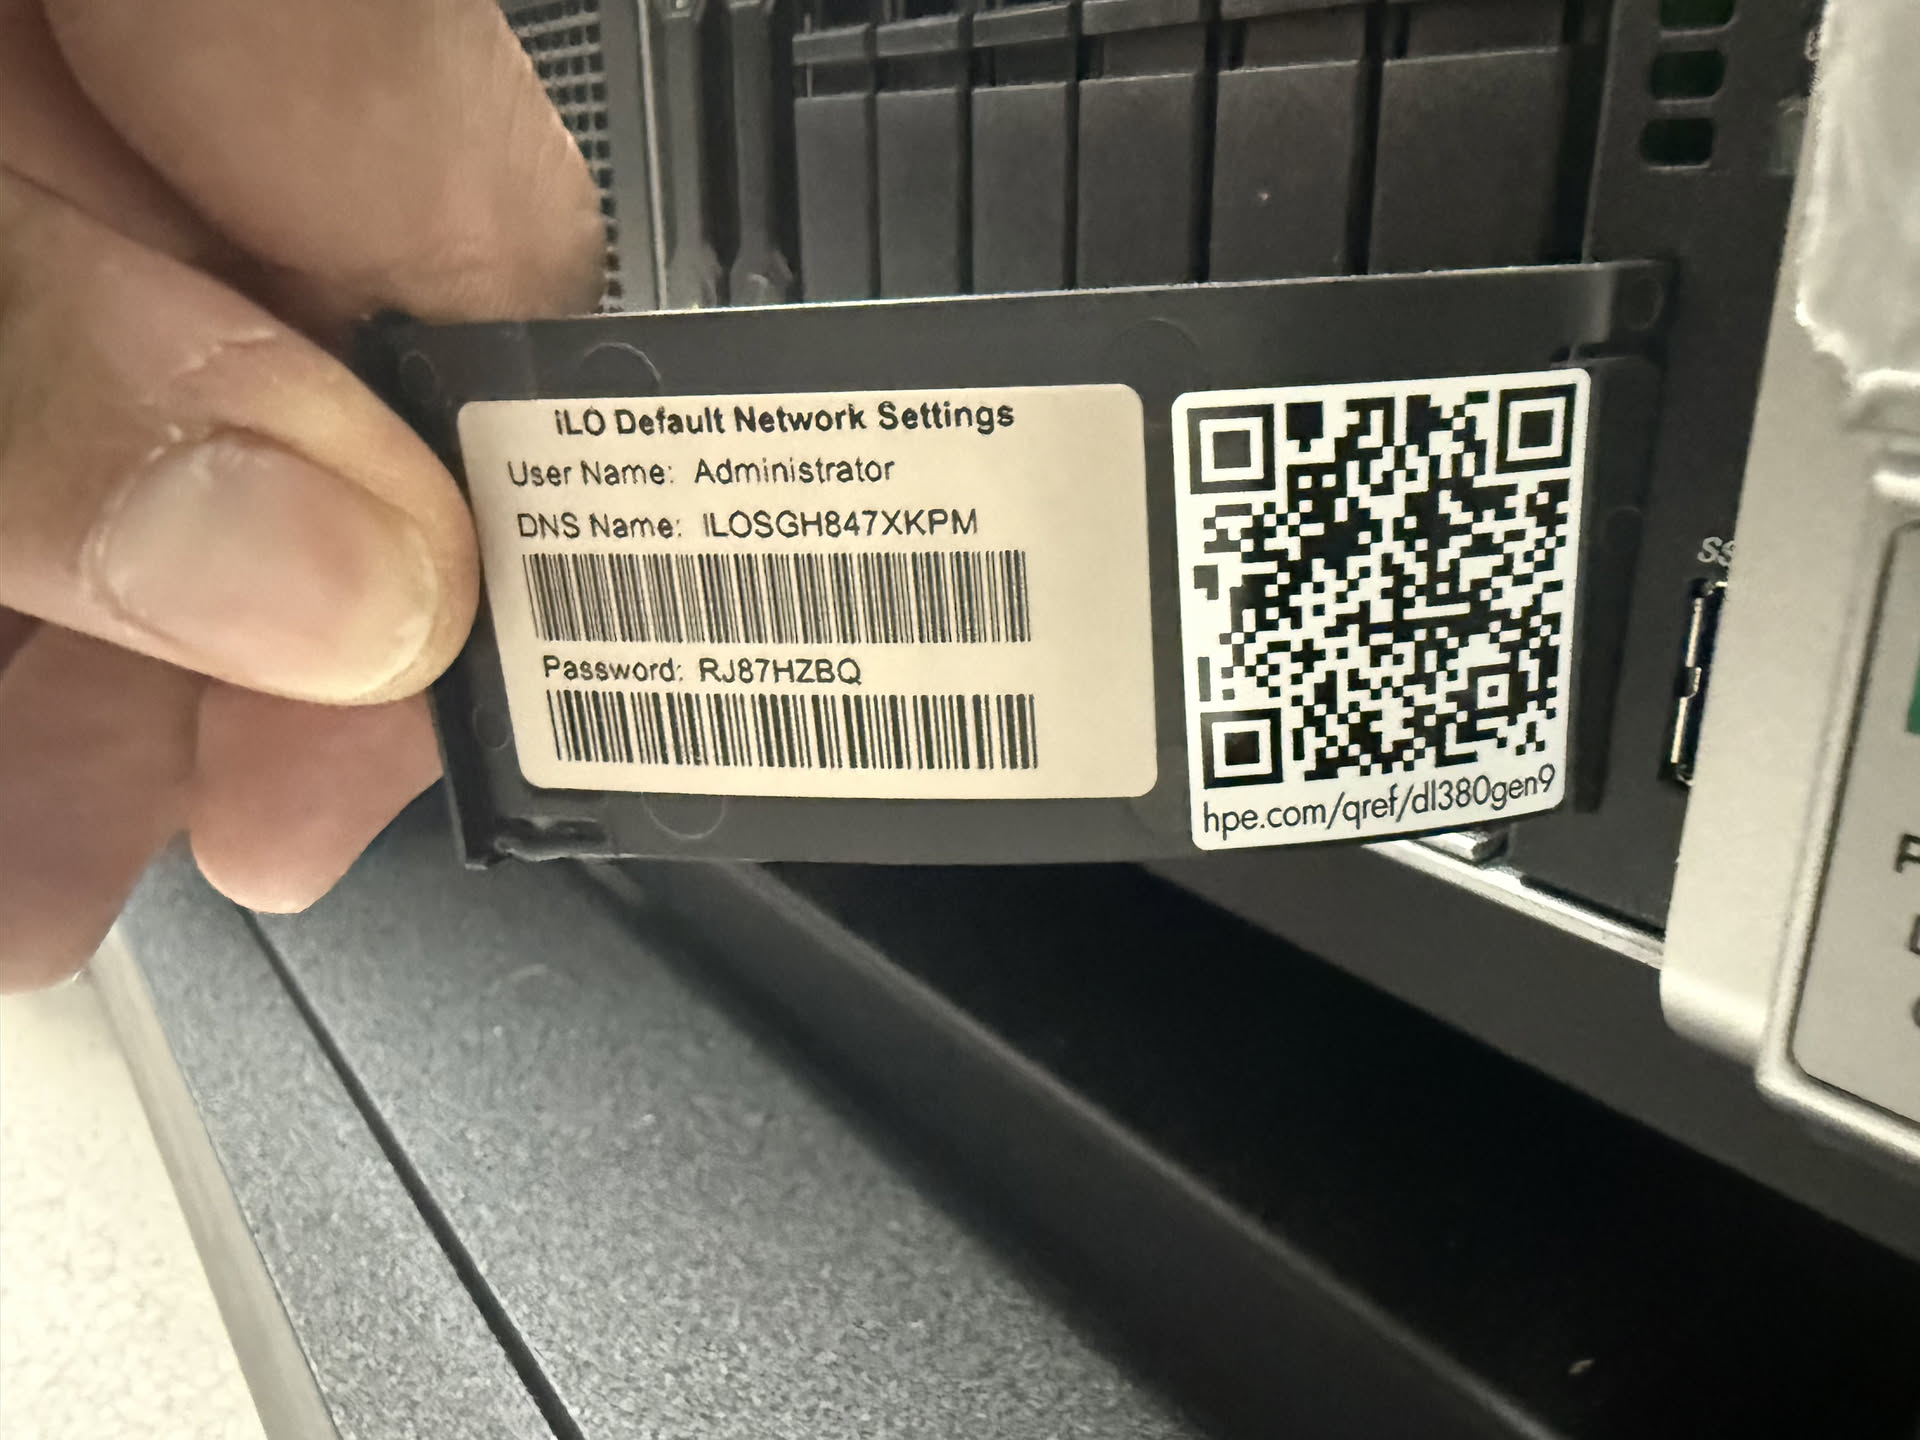 iLO Default Network Settings
User Name: Administrator
DNS Name: ILOSGH847XKPM
Password: RJ87HZBQ
hpe.com/qref/dl380gen9